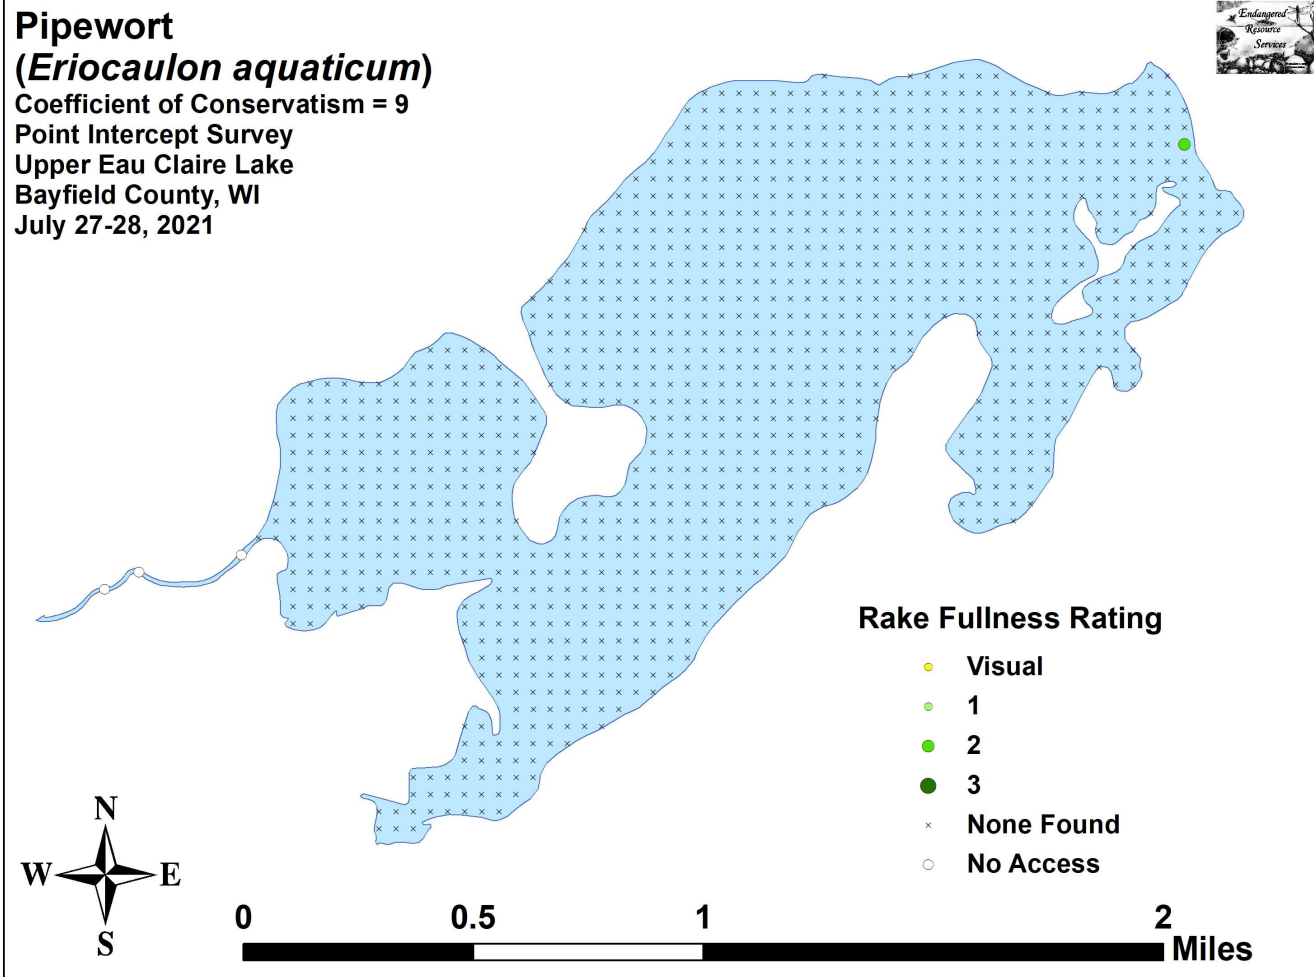 Pipewort
(Eriocaulon aquaticum)
Coefficient of Conservatism = 9
Point Intercept Survey
Upper Eau Claire Lake
Bayfield County, WI
July 27-28, 2021
Endangered
Resource
Services
Rake Fullness Rating
Visual
1
2
3
None Found
No Access
N
W E
S
0 0.5 1 2
Miles